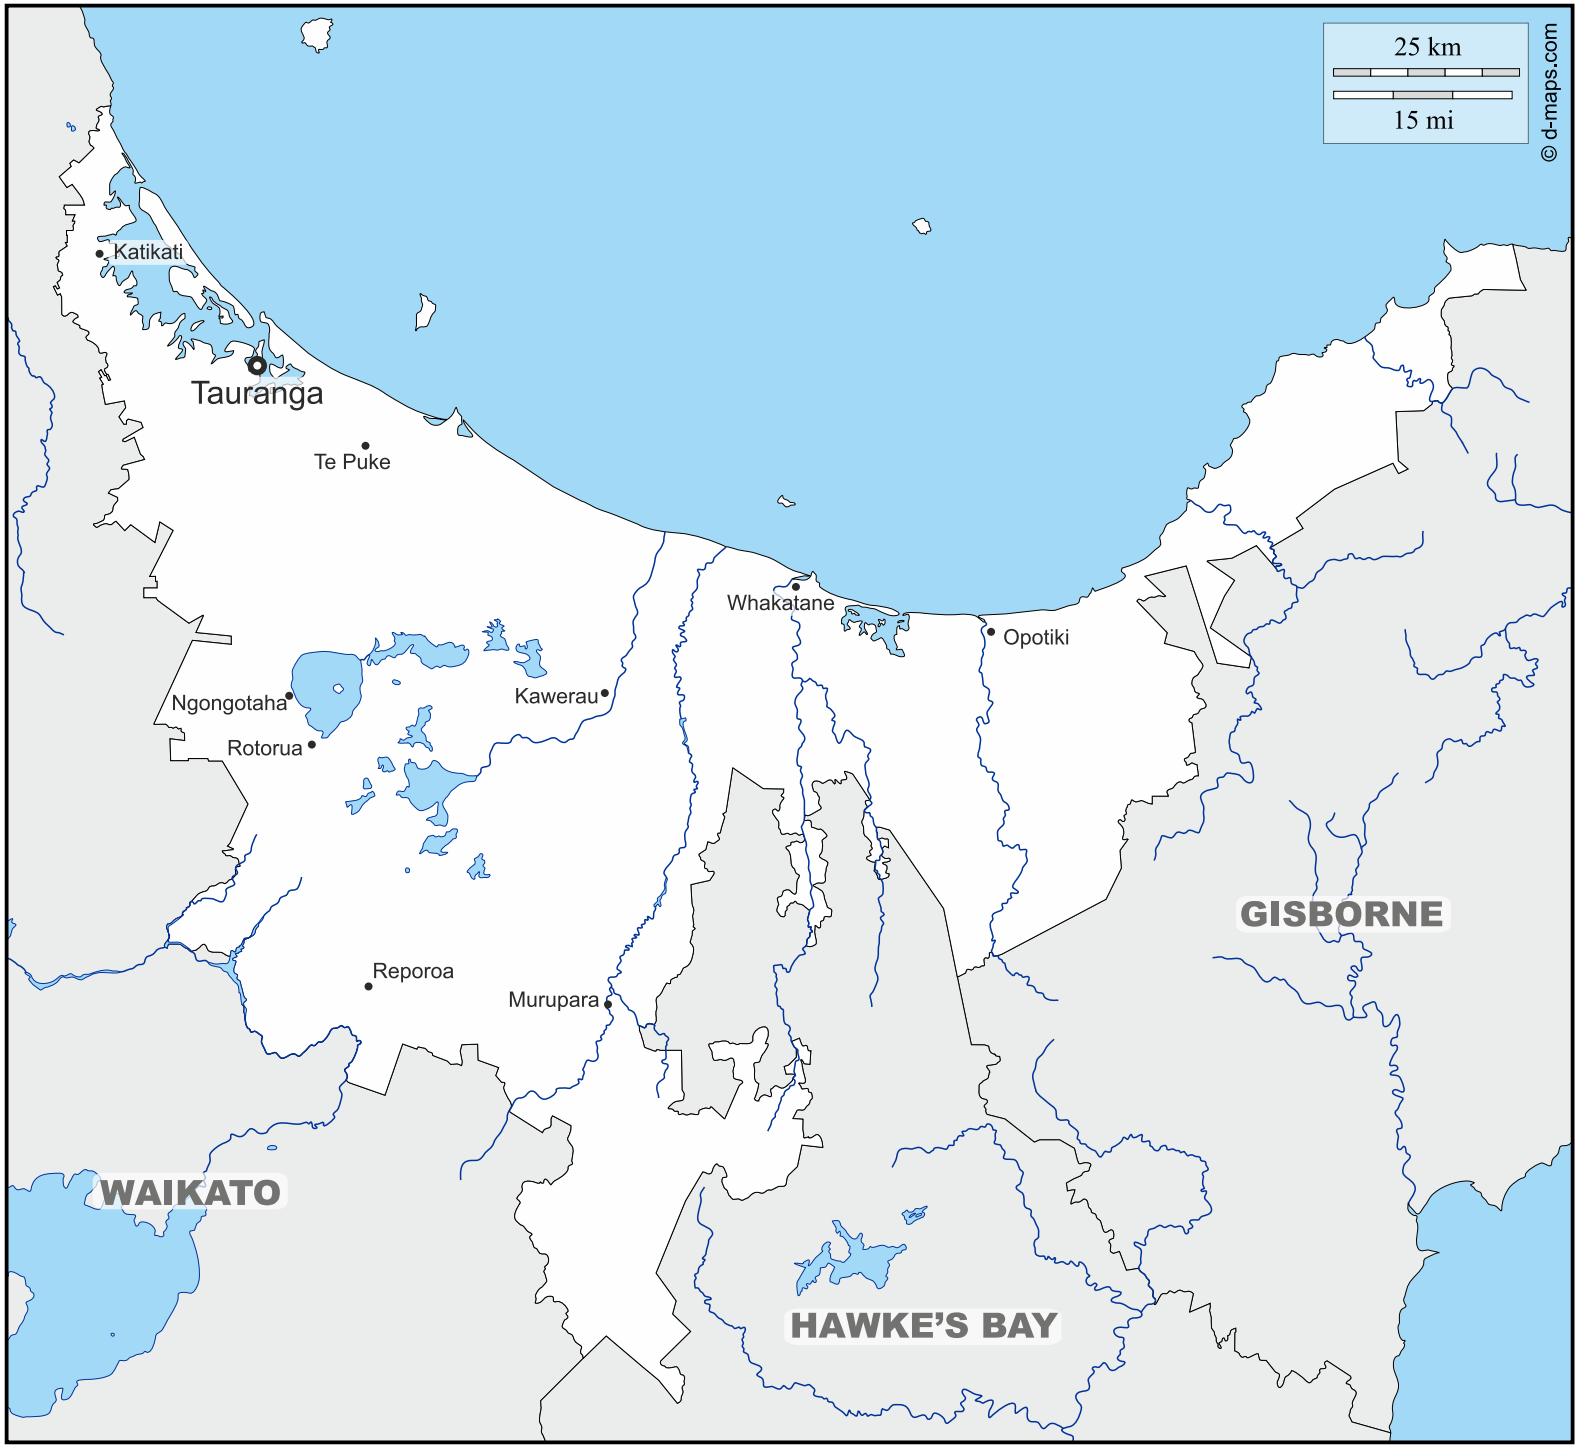 25 km
15 mi
© d-maps.com
Katikati
Tauranga
Te Puke
Whakatane
Opotiki
Ngongotaha
Kawerau
Rotorua
GISBORNE
Reporoa
Murupara
WAIKATO
HAWKE'S BAY